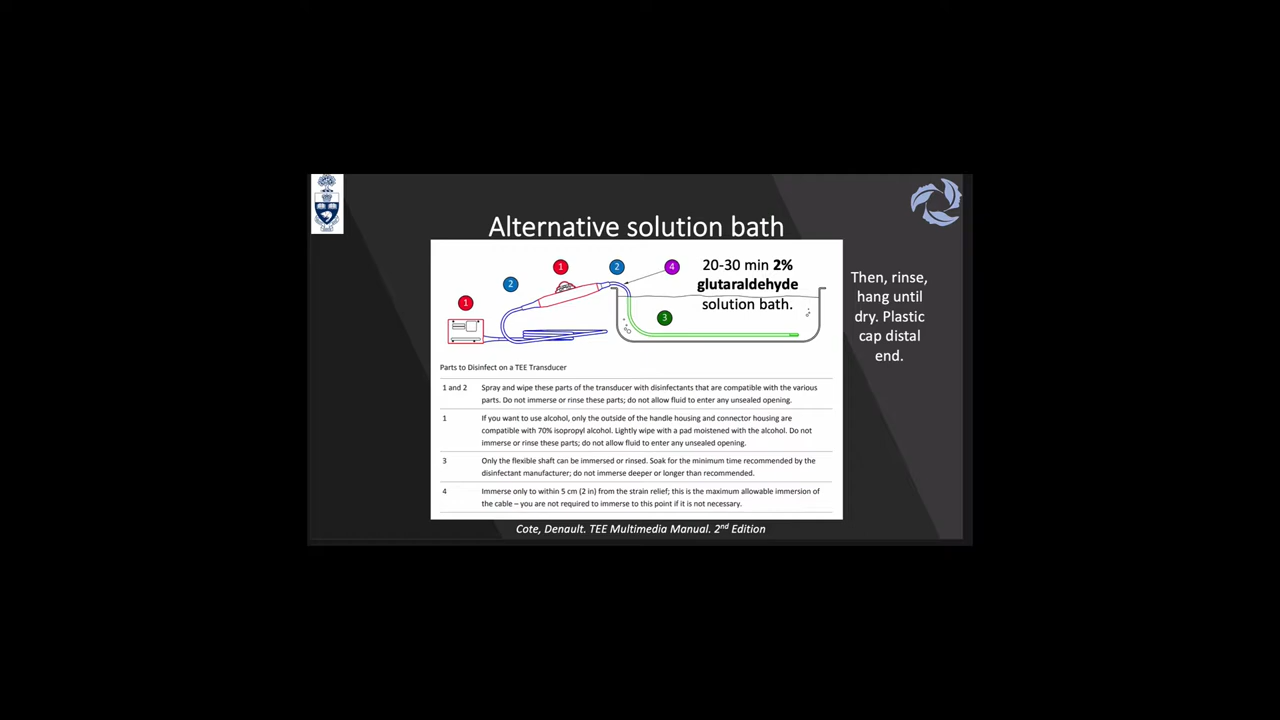 Alternative solution bath
1
2
4
2
1
3
20-30 min 2%
glutaraldehyde
solution bath.
Then, rinse,
hang until
dry. Plastic
cap distal
end.
Parts to Disinfect on a TEE Transducer
1 and 2 Spray and wipe these parts of the transducer with disinfectants that are compatible with the various
parts. Do not immerse or rinse these parts; do not allow fluid to enter any unsealed opening.
1 If you want to use alcohol, only the outside of the handle housing and connector housing are
compatible with 70% isopropyl alcohol. Lightly wipe with a pad moistened with the alcohol. Do not
immerse or rinse these parts; do not allow fluid to enter any unsealed opening.
3 Only the flexible shaft can be immersed or rinsed. Soak for the minimum time recommended by the
disinfectant manufacturer; do not immerse deeper or longer than recommended.
4 Immerse only to within 5 cm (2 in) from the strain relief; this is the maximum allowable immersion of
the cable – you are not required to immerse to this point if it is not necessary.
Cote, Denault. TEE Multimedia Manual. 2nd Edition